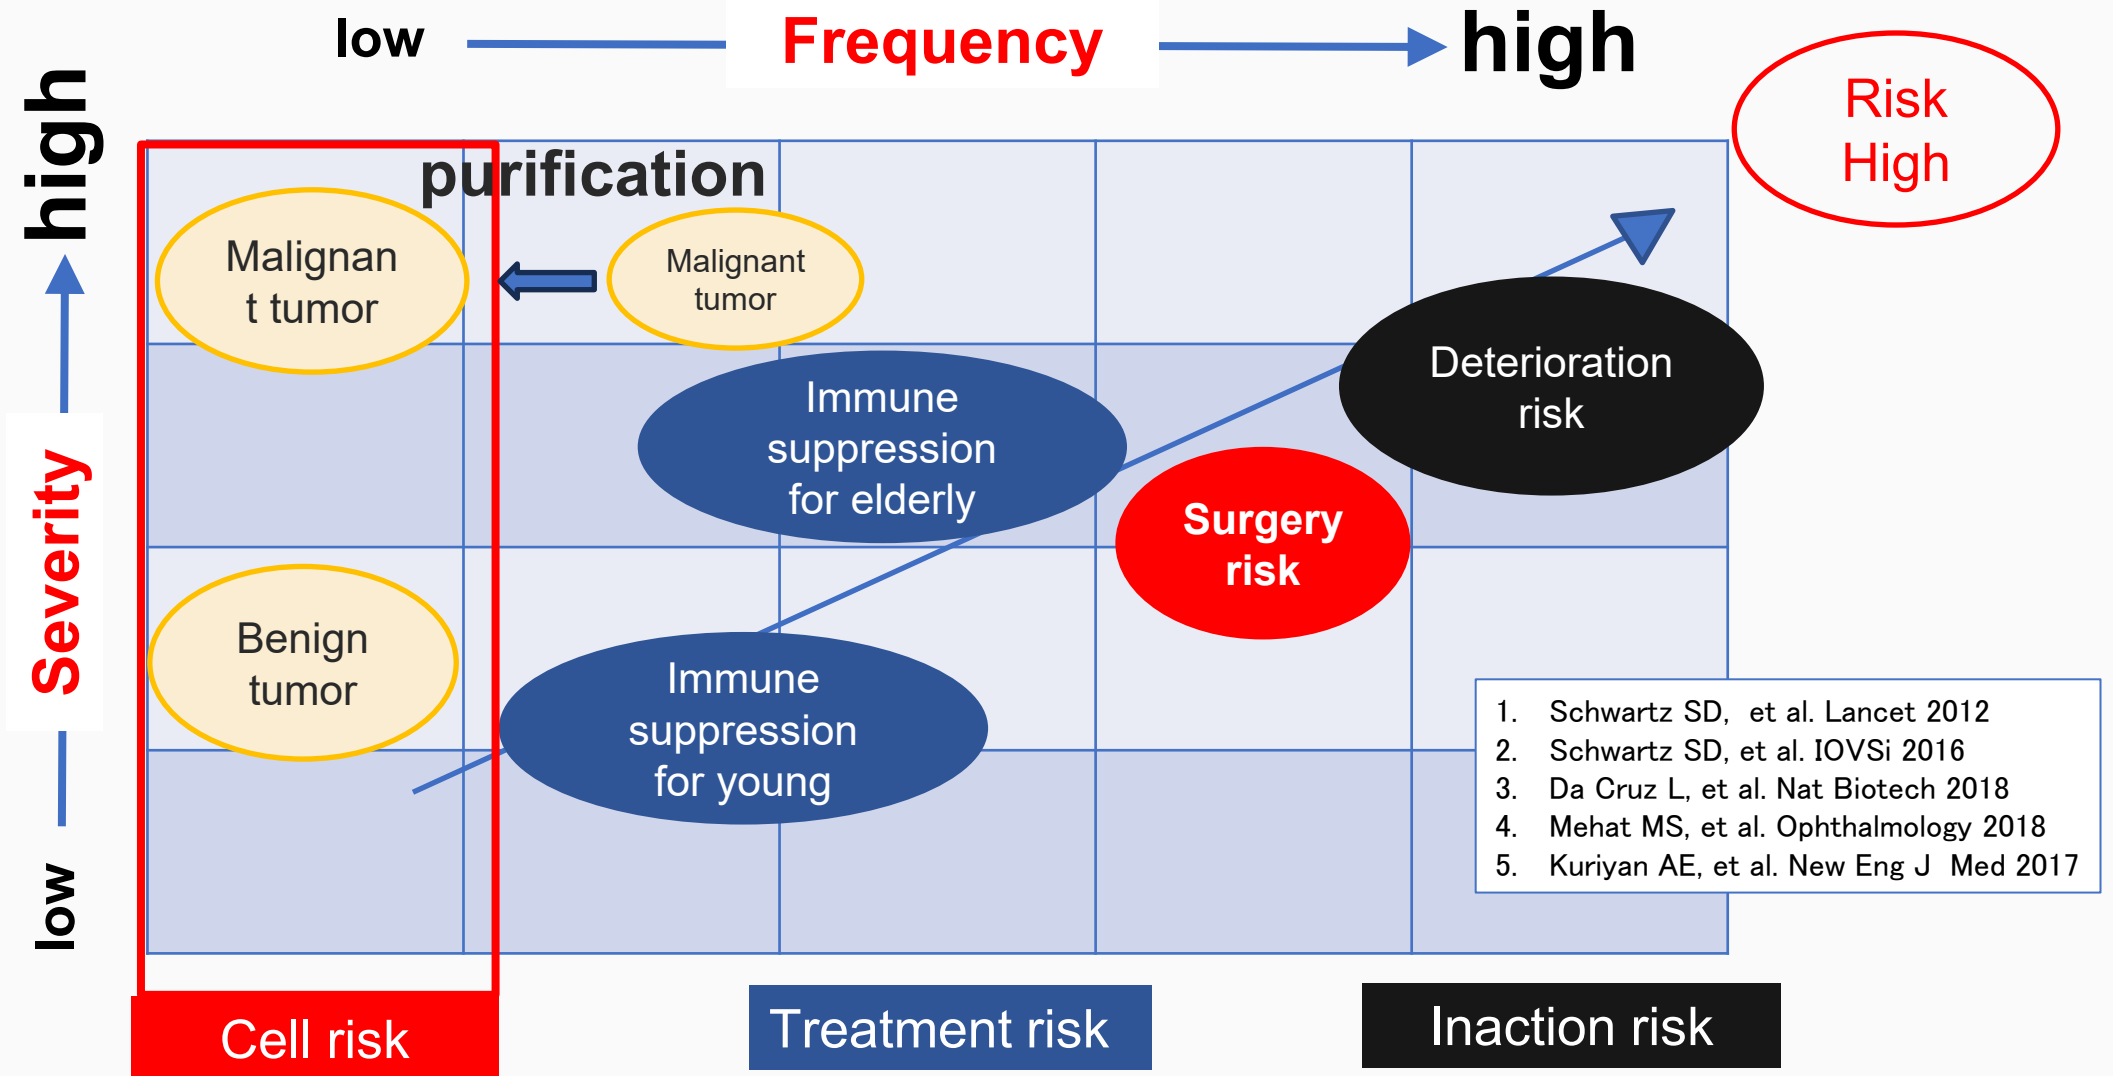 low
Frequency
high
high
Severity
low
Risk
High
purification
Malignan
t tumor
Malignant
tumor
Immune
suppression
for elderly
Deterioration
risk
Surgery
risk
Benign
tumor
Immune
suppression
for young
1. Schwartz SD, et al. Lancet 2012
2. Schwartz SD, et al. IOVSi 2016
3. Da Cruz L, et al. Nat Biotech 2018
4. Mehat MS, et al. Ophthalmology 2018
5. Kuriyan AE, et al. New Eng J Med 2017
Cell risk
Treatment risk
Inaction risk